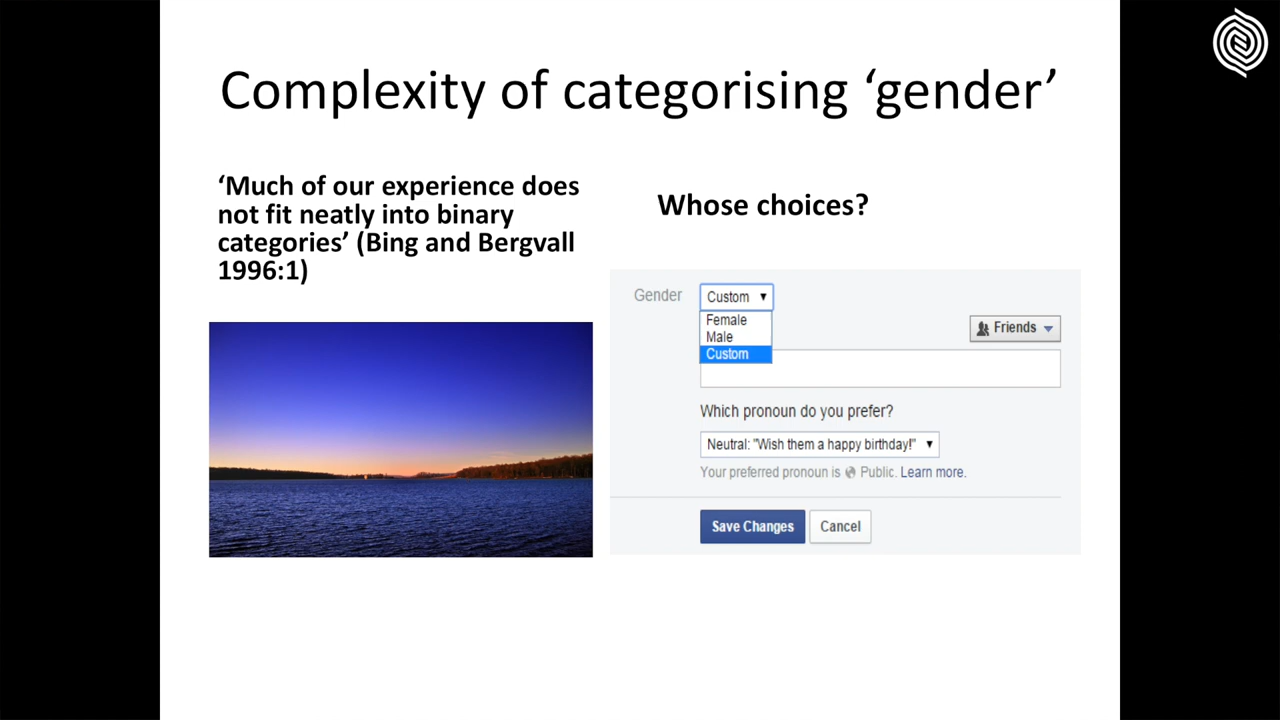 Complexity of categorising ‘gender’
‘Much of our experience does
not fit neatly into binary
categories’ (Bing and Bergvall
1996:1)
Whose choices?
Gender
Custom
Female
Male
Custom
Friends
Which pronoun do you prefer?
Neutral: "Wish them a happy birthday!"
Your preferred pronoun is Public. Learn more.
Save Changes
Cancel